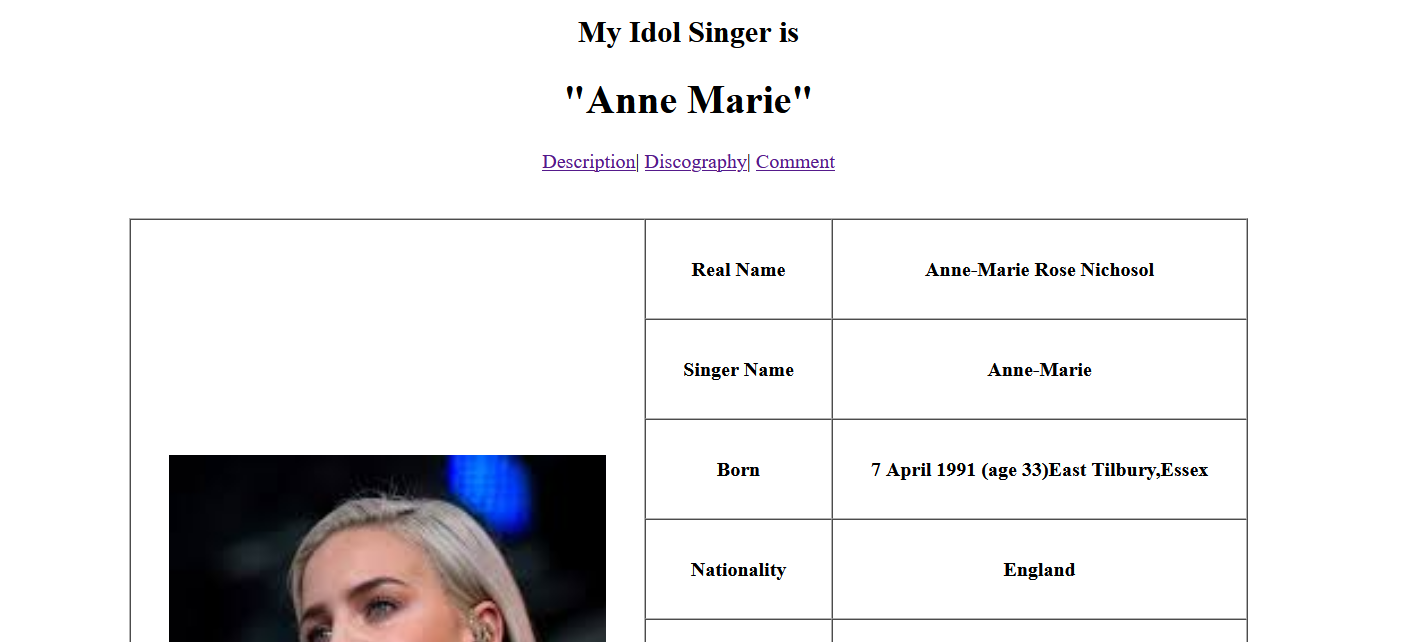 My Idol Singer is
"Anne Marie"
Description| Discography| Comment
Real Name Anne-Marie Rose Nichosol
Singer Name Anne-Marie
Born 7 April 1991 (age 33)East Tilbury,Essex
Nationality England